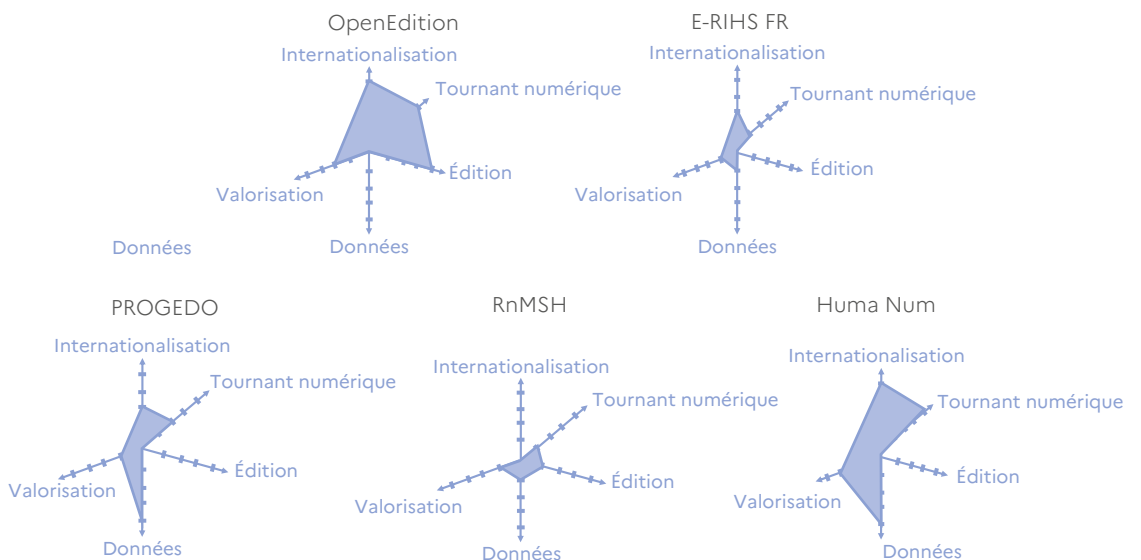 OpenEdition
Internationalisation
Tournant numérique
Édition
Valorisation
Données
E-RIHS FR
Internationalisation
Tournant numérique
Édition
Valorisation
Données
Données
PROGEDO
Internationalisation
Tournant numérique
Édition
Valorisation
Données
RnMSH
Internationalisation
Tournant numérique
Édition
Valorisation
Données
Huma Num
Internationalisation
Tournant numérique
Édition
Valorisation
Données